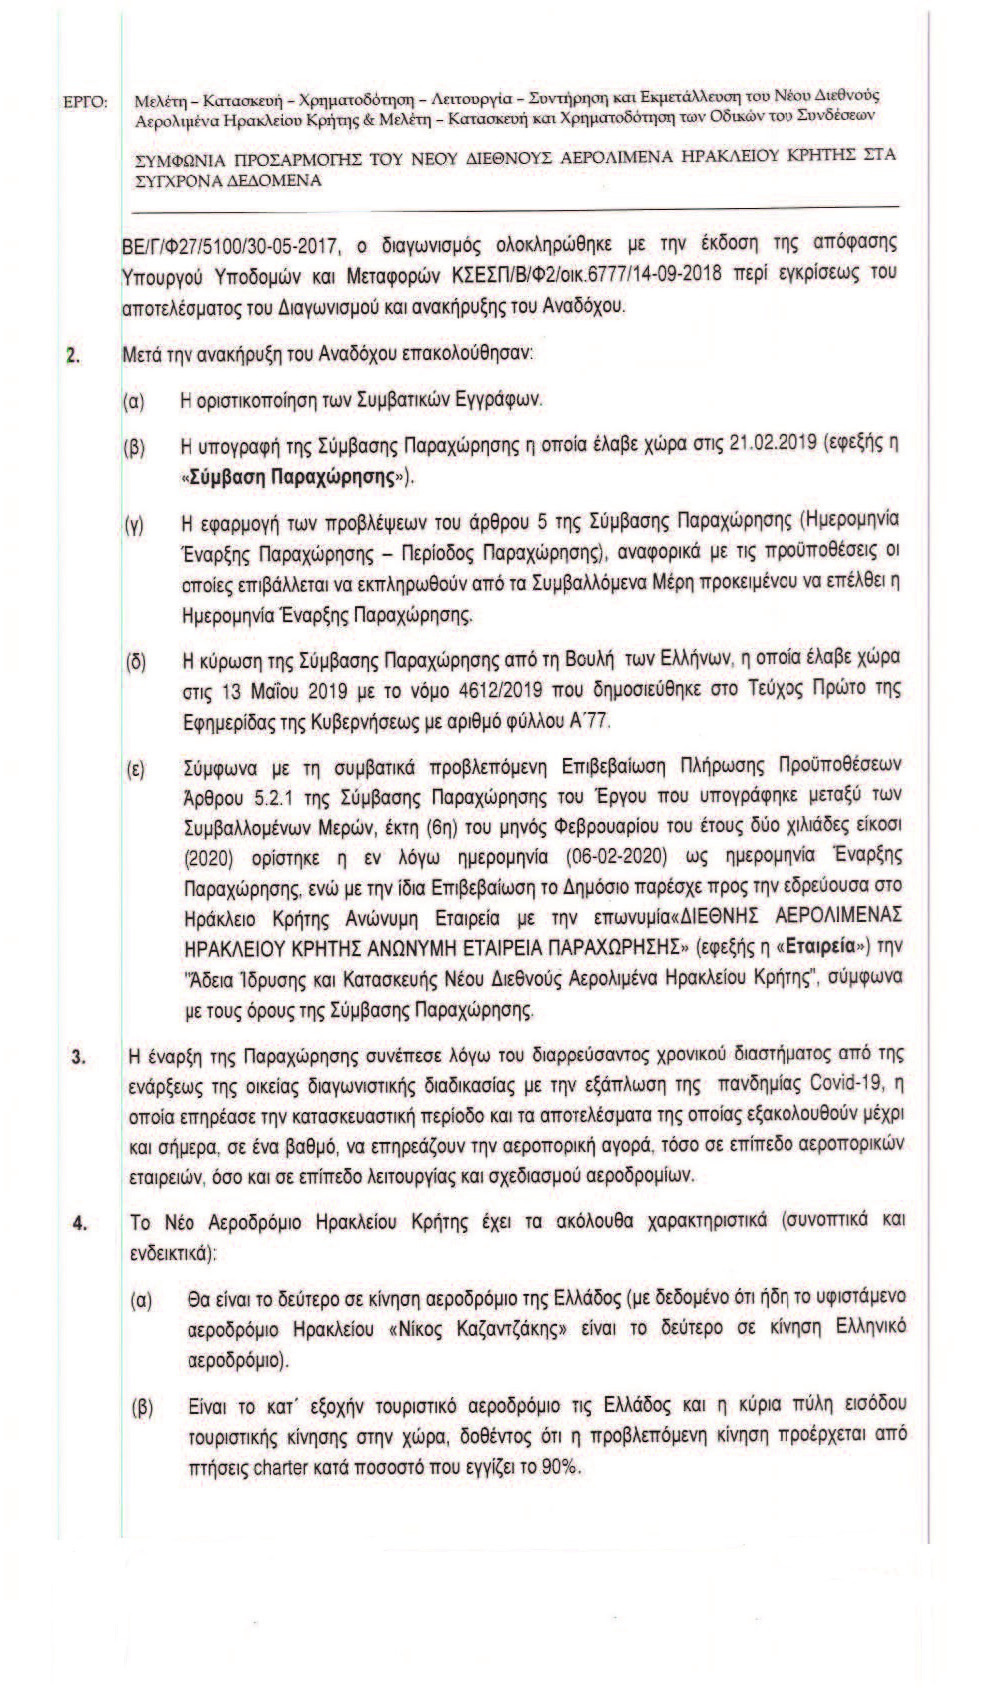 ΕΡΓΟ: Μελέτη – Κατασκευή – Χρηματοδότηση – Λειτουργία – Συντήρηση και Εκμετάλλευση του Νέου Διεθνούς
Αερολιμένα Ηρακλείου Κρήτης & Μελέτη – Κατασκευή και Χρηματοδότηση των Οδικών του Συνδέσεων
ΣΥΜΦΩΝΙΑ ΠΡΟΣΑΡΜΟΓΗΣ ΤΟΥ ΝΕΟΥ ΔΙΕΘΝΟΥΣ ΑΕΡΟΛΙΜΕΝΑ ΗΡΑΚΛΕΙΟΥ ΚΡΗΤΗΣ ΣΤΑ
ΣΥΓΧΡΟΝΑ ΔΕΔΟΜΕΝΑ
ΒΕ/Γ/Φ27/5100/30-05-2017, ο διαγωνισμός ολοκληρώθηκε με την έκδοση της απόφασης
Υπουργού Υποδομών και Μεταφορών ΚΣΕΣΠ/Β/Φ2/οικ.6777/14-09-2018 περί εγκρίσεως του
αποτελέσματος του Διαγωνισμού και ανακήρυξης του Αναδόχου.
2. Μετά την ανακήρυξη του Αναδόχου επακολούθησαν:
(α) Η οριστικοποίηση των Συμβατικών Εγγράφων.
(β) Η υπογραφή της Σύμβασης Παραχώρησης η οποία έλαβε χώρα στις 21.02.2019 (εφεξής η
«Σύμβαση Παραχώρησης»).
(γ) Η εφαρμογή των προβλέψεων του άρθρου 5 της Σύμβασης Παραχώρησης (Ημερομηνία
Έναρξης Παραχώρησης – Περίοδος Παραχώρησης), αναφορικά με τις προϋποθέσεις οι
οποίες επιβάλλεται να εκπληρωθούν από τα Συμβαλλόμενα Μέρη προκειμένου να επέλθει η
Ημερομηνία Έναρξης Παραχώρησης.
(δ) Η κύρωση της Σύμβασης Παραχώρησης από τη Βουλή των Ελλήνων, η οποία έλαβε χώρα
στις 13 Μαΐου 2019 με το νόμο 4612/2019 που δημοσιεύθηκε στο Τεύχος Πρώτο της
Εφημερίδας της Κυβερνήσεως με αριθμό φύλλου Α΄77.
(ε) Σύμφωνα με τη συμβατικά προβλεπόμενη Επιβεβαίωση Πλήρωσης Προϋποθέσεων
Άρθρου 5.2.1 της Σύμβασης Παραχώρησης του Έργου που υπογράφηκε μεταξύ των
Συμβαλλομένων Μερών, έκτη (6η) του μηνός Φεβρουαρίου του έτους δύο χιλιάδες είκοσι
(2020) ορίστηκε η εν λόγω ημερομηνία (06-02-2020) ως ημερομηνία Έναρξης
Παραχώρησης, ενώ με την ίδια Επιβεβαίωση το Δημόσιο παρέσχε προς την εδρεύουσα στο
Ηράκλειο Κρήτης Ανώνυμη Εταιρεία με την επωνυμία«ΔΙΕΘΝΗΣ ΑΕΡΟΛΙΜΕΝΑΣ
ΗΡΑΚΛΕΙΟΥ ΚΡΗΤΗΣ ΑΝΩΝΥΜΗ ΕΤΑΙΡΕΙΑ ΠΑΡΑΧΩΡΗΣΗΣ» (εφεξής η «Εταιρεία») την
"Άδεια Ίδρυσης και Κατασκευής Νέου Διεθνούς Αερολιμένα Ηρακλείου Κρήτης", σύμφωνα
με τους όρους της Σύμβασης Παραχώρησης.
3. Η έναρξη της Παραχώρησης συνέπεσε λόγω του διαρρεύσαντος χρονικού διαστήματος από της
ενάρξεως της οικείας διαγωνιστικής διαδικασίας με την εξάπλωση της πανδημίας Covid-19, η
οποία επηρέασε την κατασκευαστική περίοδο και τα αποτελέσματα της οποίας εξακολουθούν μέχρι
και σήμερα, σε ένα βαθμό, να επηρεάζουν την αεροπορική αγορά, τόσο σε επίπεδο αεροπορικών
εταιρειών, όσο και σε επίπεδο λειτουργίας και σχεδιασμού αεροδρομίων.
4. Το Νέο Αεροδρόμιο Ηρακλείου Κρήτης έχει τα ακόλουθα χαρακτηριστικά (συνοπτικά και
ενδεικτικά):
(α) Θα είναι το δεύτερο σε κίνηση αεροδρόμιο της Ελλάδος (με δεδομένο ότι ήδη το υφιστάμενο
αεροδρόμιο Ηρακλείου «Νίκος Καζαντζάκης» είναι το δεύτερο σε κίνηση Ελληνικό
αεροδρόμιο).
(β) Είναι το κατ΄ εξοχήν τουριστικό αεροδρόμιο τις Ελλάδος και η κύρια πύλη εισόδου
τουριστικής κίνησης στην χώρα, δοθέντος ότι η προβλεπόμενη κίνηση προέρχεται από
πτήσεις charter κατά ποσοστό που εγγίζει το 90%.